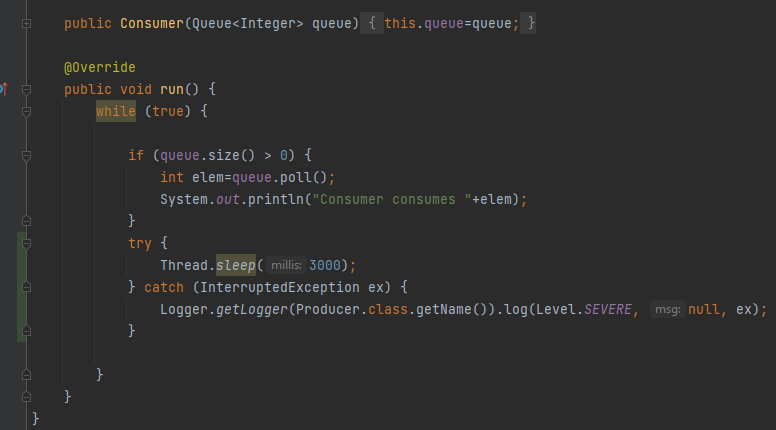 public Consumer(Queue<Integer> queue) { this.queue=queue; }
@Override
public void run() {
while (true) {
if (queue.size() > 0) {
int elem=queue.poll();
System.out.println("Consumer consumes "+elem);
}
try {
Thread.sleep( millis: 3000);
} catch (InterruptedException ex) {
Logger.getLogger(Producer.class.getName()).log(Level.SEVERE, msg: null, ex);
}
}
}
}